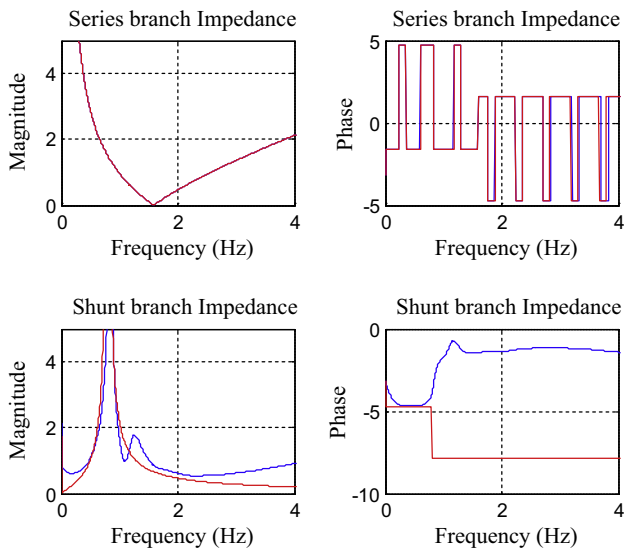 Series branch Impedance
Magnitude
4
2
0
0
2
4
Frequency (Hz)
Series branch Impedance
Phase
5
0
-5
0
2
4
Frequency (Hz)
Shunt branch Impedance
Magnitude
4
2
0
0
2
4
Frequency (Hz)
Shunt branch Impedance
Phase
0
-5
-10
0
2
4
Frequency (Hz)